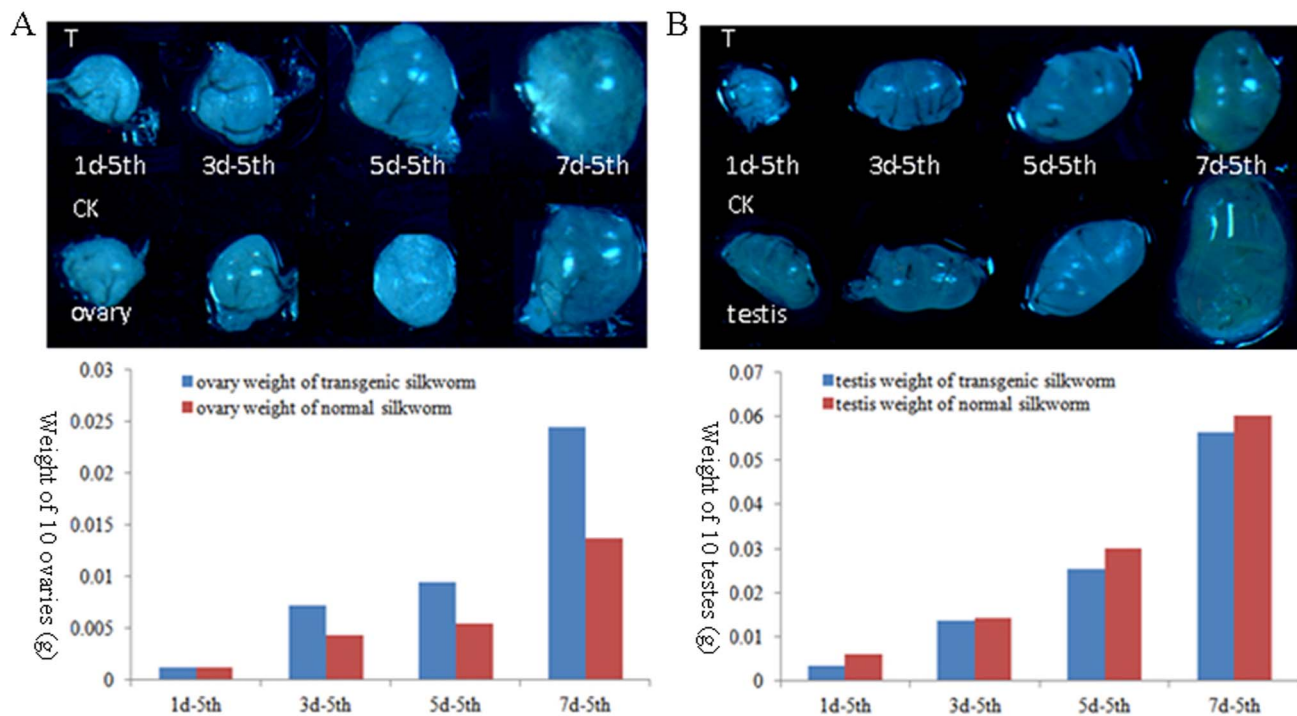 A
T
1d-5th 3d-5th 5d-5th 7d-5th
CK
ovary
0.03
0.025
0.02
0.015
0.01
0.005
0
Weight of 10 ovaries (g)
ovary weight of transgenic silkworm
ovary weight of normal silkworm
1d-5th 3d-5th 5d-5th 7d-5th
B
T
1d-5th 3d-5th 5d-5th 7d-5th
CK
testis
0.07
0.06
0.05
0.04
0.03
0.02
0.01
0
Weight of 10 testes (g)
testis weight of transgenic silkworm
testis weight of normal silkworm
1d-5th 3d-5th 5d-5th 7d-5th